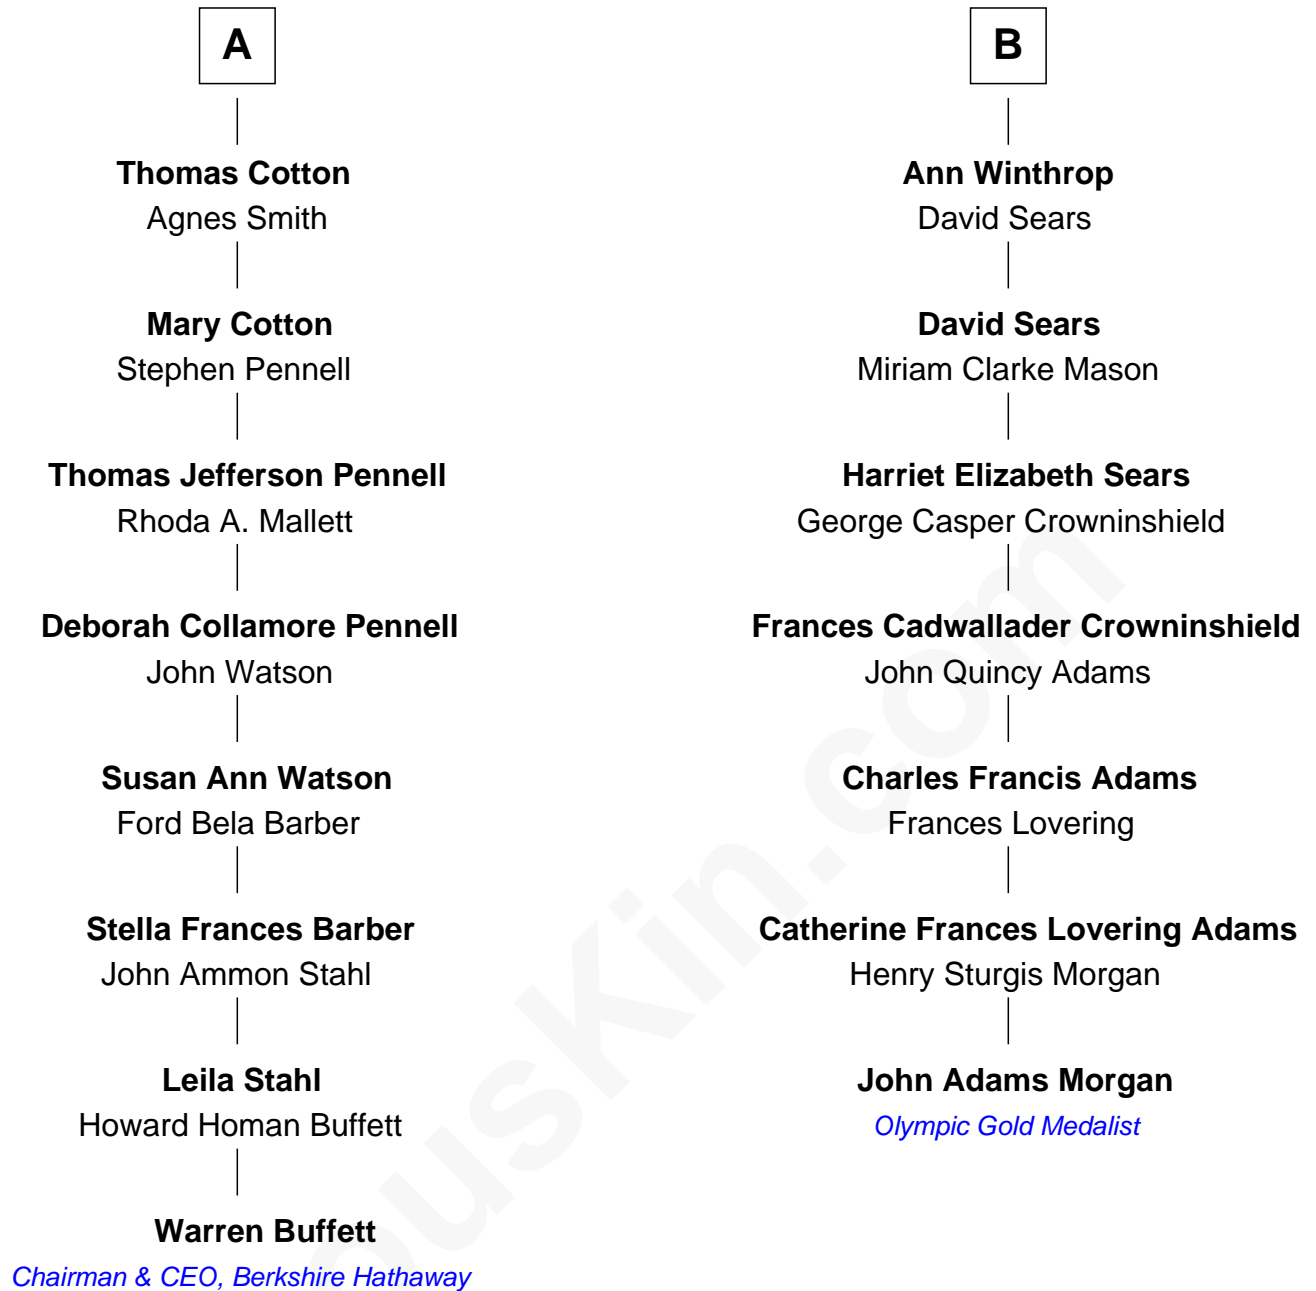 A
Thomas Cotton
Agnes Smith
Mary Cotton
Stephen Pennell
Thomas Jefferson Pennell
Rhoda A. Mallett
Deborah Collamore Pennell
John Watson
Susan Ann Watson
Ford Bela Barber
Stella Frances Barber
John Ammon Stahl
Leila Stahl
Howard Homan Buffett
Warren Buffett
Chairman & CEO, Berkshire Hathaway
B
Ann Winthrop
David Sears
David Sears
Miriam Clarke Mason
Harriet Elizabeth Sears
George Casper Crowninshield
Frances Cadwallader Crowninshield
John Quincy Adams
Charles Francis Adams
Frances Lovering
Catherine Frances Lovering Adams
Henry Sturgis Morgan
John Adams Morgan
Olympic Gold Medalist
ousKin.com